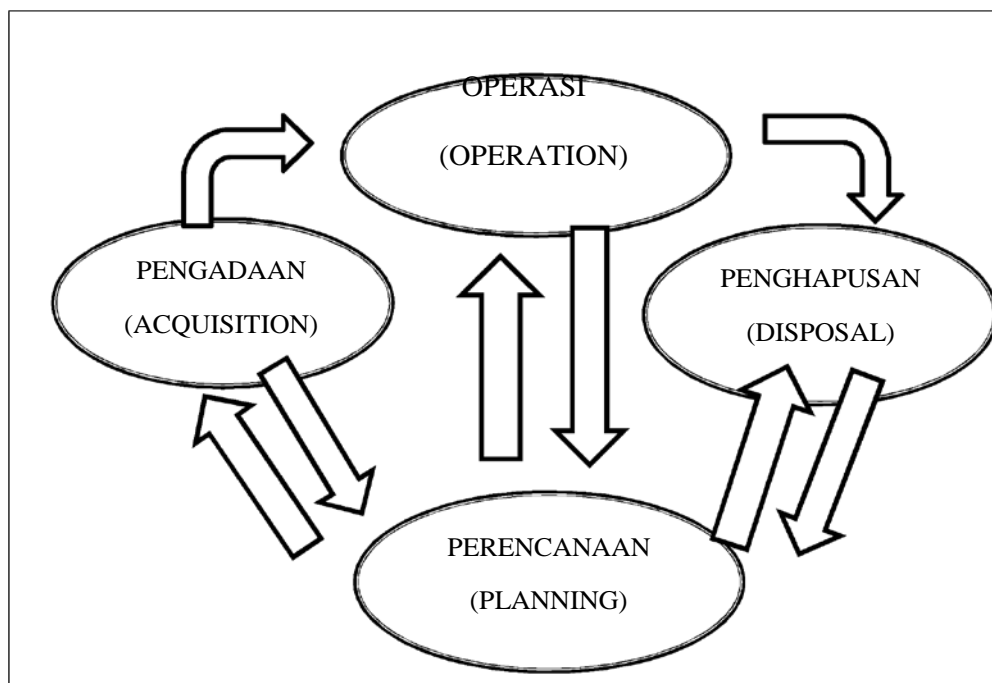 OPERASI
(OPERATION)
PENGADAAN
(ACQUISITION)
PENGHAPUSAN
(DISPOSAL)
PERENCANAAN
(PLANNING)